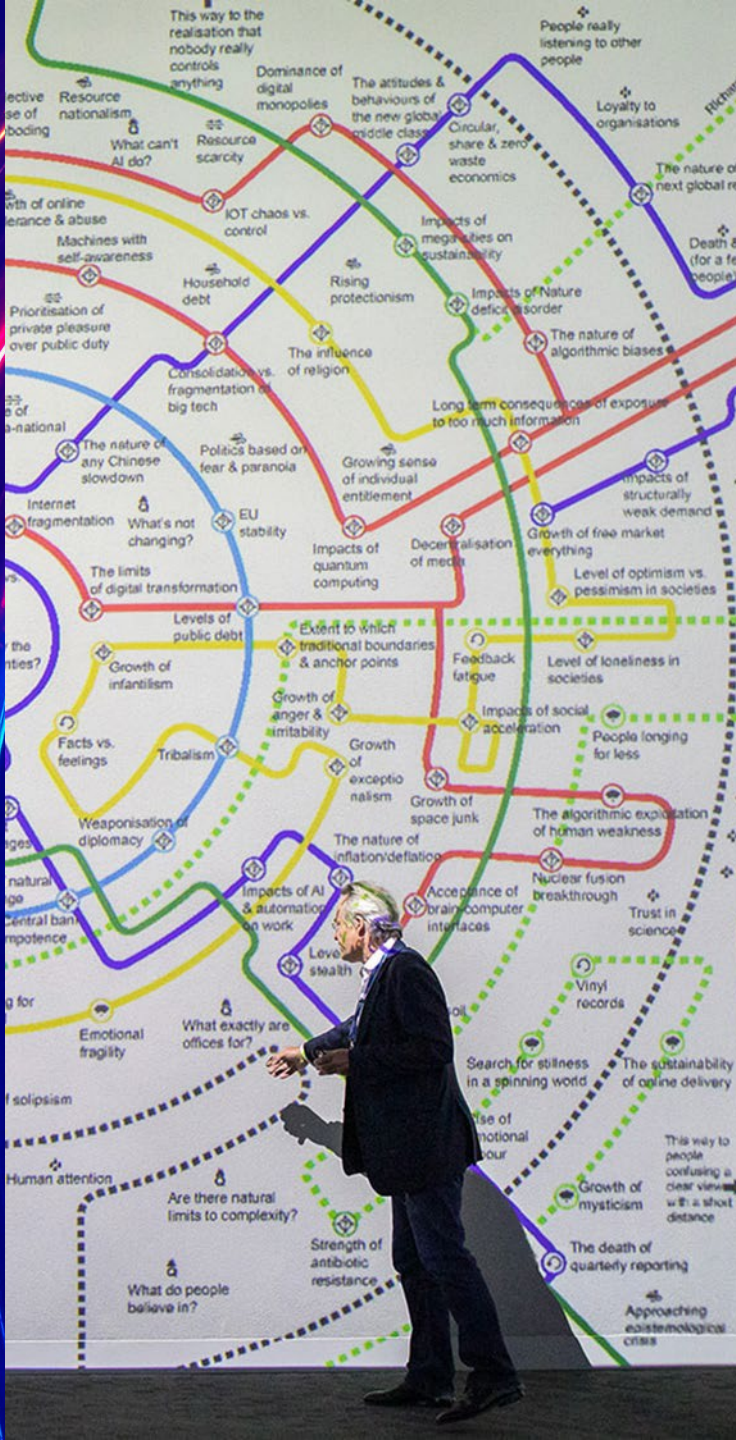 This way to the
realisation that
nobody really
controls
anything
People really
listening to other
people
Resource
nationalism
Dominance of
digital
monopolies
The attitudes &
behaviours of
the new global
middle class
Circular,
share & zero
waste
economics
Loyalty to
organisations
What can't
AI do?
Resource
scarcity
The nature of
next global
IOT chaos vs.
control
of online
& abuse
Machines with
self-awareness
Impacts of
mega-cities on
sustainability
Death &
(for a
people)
Household
debt
Rising
protectionism
Impacts of Nature
deficit disorder
Prioritisation of
private pleasure
over public duty
The influence
of religion
The nature of
algorithmic biases
Consolidation vs.
fragmentation of
big tech
Long term consequences of exposure
to too much information
The nature of
any Chinese
slowdown
Politics based on
fear & paranoia
Growing sense
of individual
entitlement
Impacts of
structurally
weak demand
Internet
fragmentation
What's not
changing?
EU
stability
Impacts of
quantum
computing
Decentralisation
of media
Growth of free market
everything
The limits
of digital transformation
Level of optimism vs.
pessimism in societies
Levels of
public debt
Extent to which
traditional boundaries
& anchor points
Feedback
fatigue
Level of loneliness in
societies
Growth of
infantilism
Growth of
anger &
irritability
Impacts of social
acceleration
People longing
for less
Facts vs.
feelings
Tribalism
Growth
of
exceptio
nalism
Growth of
space junk
The algorithmic exploitation
of human weakness
Weaponisation of
diplomacy
The nature of
inflation/deflation
Impacts of AI
& automation
on work
Acceptance of
brain-computer
interfaces
Nuclear fusion
breakthrough
Trust in
science
natural
bank
stealth
Vinyl
records
g for
Emotional
fragility
What exactly are
offices for?
Search for stillness
in a spinning world
The sustainability
of online delivery
f solipsism
Human attention
Are there natural
limits to complexity?
This way to
people
confusing a
clear view
with a short
distance
Growth of
mysticism
Strength of
antibiotic
resistance
The death of
quarterly reporting
What do people
believe in?
Approaching
epistemological
crisis